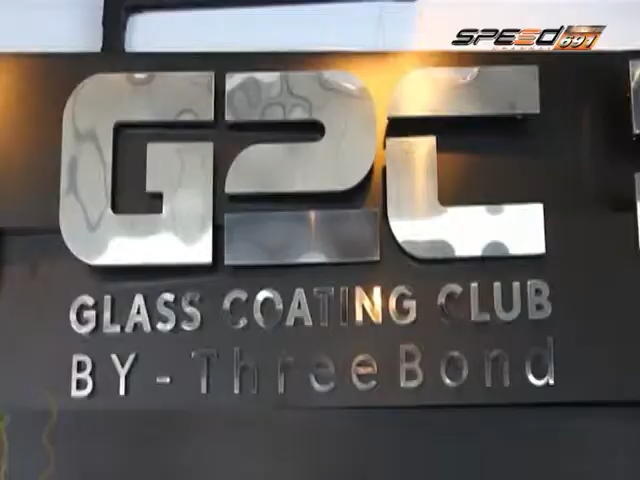 SPEED 691
G2C
GLASS COATING CLUB
BY - ThreeBond